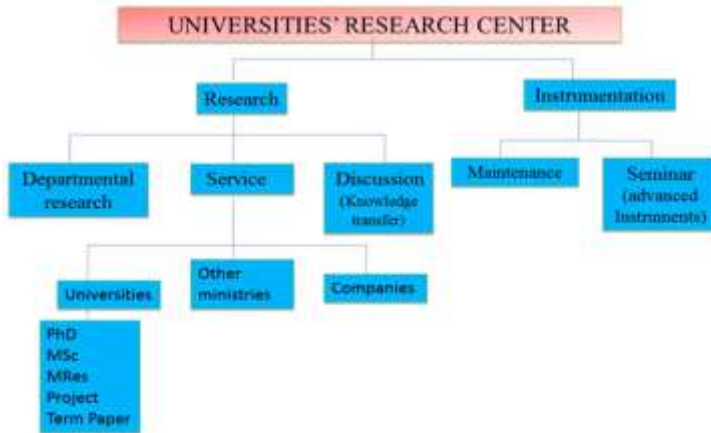 UNIVERSITIES' RESEARCH CENTER
Research
Instrumentation
Departmental
research
Service
Discussion
(Knowledge
transfer)
Maintenance
Seminar
(advanced
Instruments)
Universities
Other
ministries
Companies
PhD
MSc
MRes
Project
Term Paper